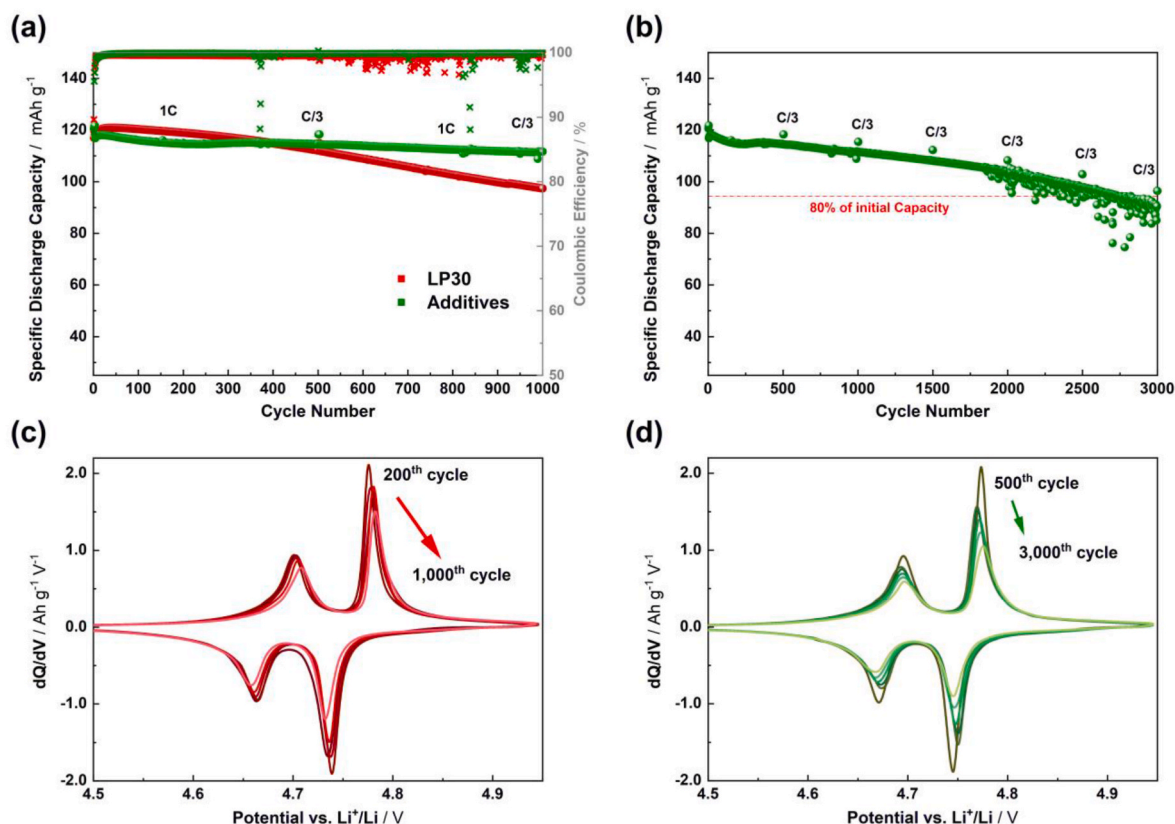 (a)
Specific Discharge Capacity / mAh g⁻¹
140
120
100
80
60
40
1C
C/3
1C
C/3
LP30
Additives
100
90
80
70
60
50
Coulombic Efficiency / %
0 100 200 300 400 500 600 700 800 900 1000
Cycle Number
(b)
Specific Discharge Capacity / mAh g⁻¹
140
120
100
80
60
40
C/3
C/3
C/3
C/3
C/3
C/3
80% of initial Capacity
0 500 1000 1500 2000 2500 3000
Cycle Number
(c)
dQ/dV / Ah g⁻¹ V⁻¹
2.0
1.0
0.0
-1.0
-2.0
200th cycle
1,000th cycle
4.5 4.6 4.7 4.8 4.9
Potential vs. Li⁺/Li / V
(d)
dQ/dV / Ah g⁻¹ V⁻¹
2.0
1.0
0.0
-1.0
-2.0
500th cycle
3,000th cycle
4.5 4.6 4.7 4.8 4.9
Potential vs. Li⁺/Li / V